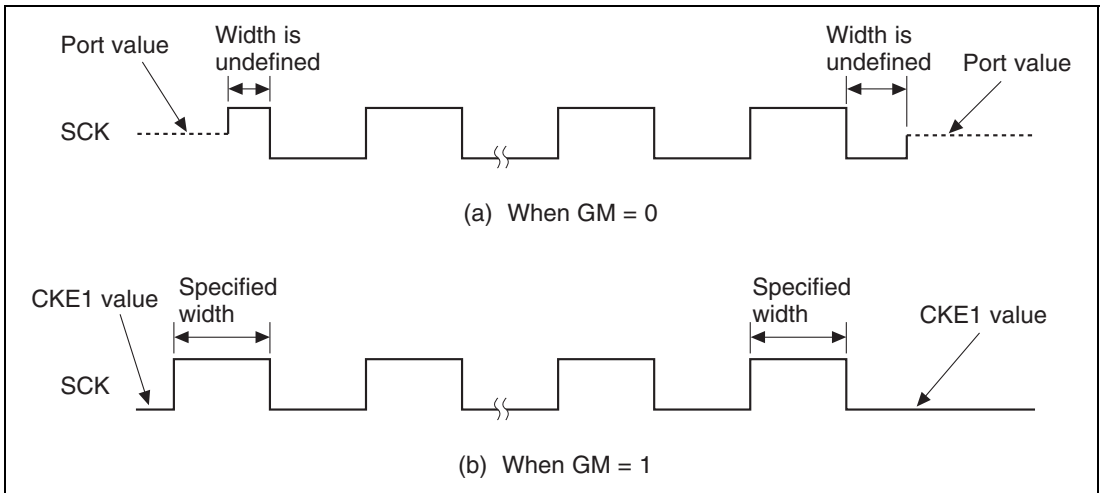 Port value
Width is
undefined
Width is
undefined
Port value
SCK
(a) When GM = 0
CKE1 value
Specified
width
Specified
width
CKE1 value
SCK
(b) When GM = 1